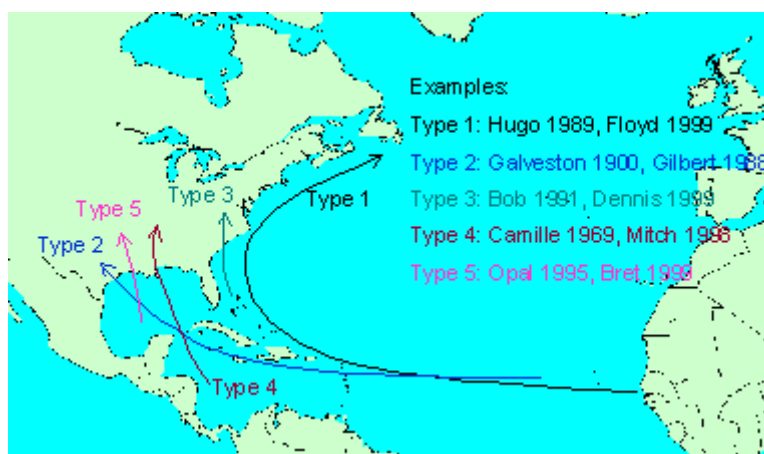 Examples:
Type 1: Hugo 1989, Floyd 1999
Type 2: Galveston 1900, Gilbert 1988
Type 3: Bob 1991, Dennis 1999
Type 4: Camille 1969, Mitch 1998
Type 5: Opal 1995, Bret 1999
Type 3
Type 1
Type 5
Type 2
Type 4